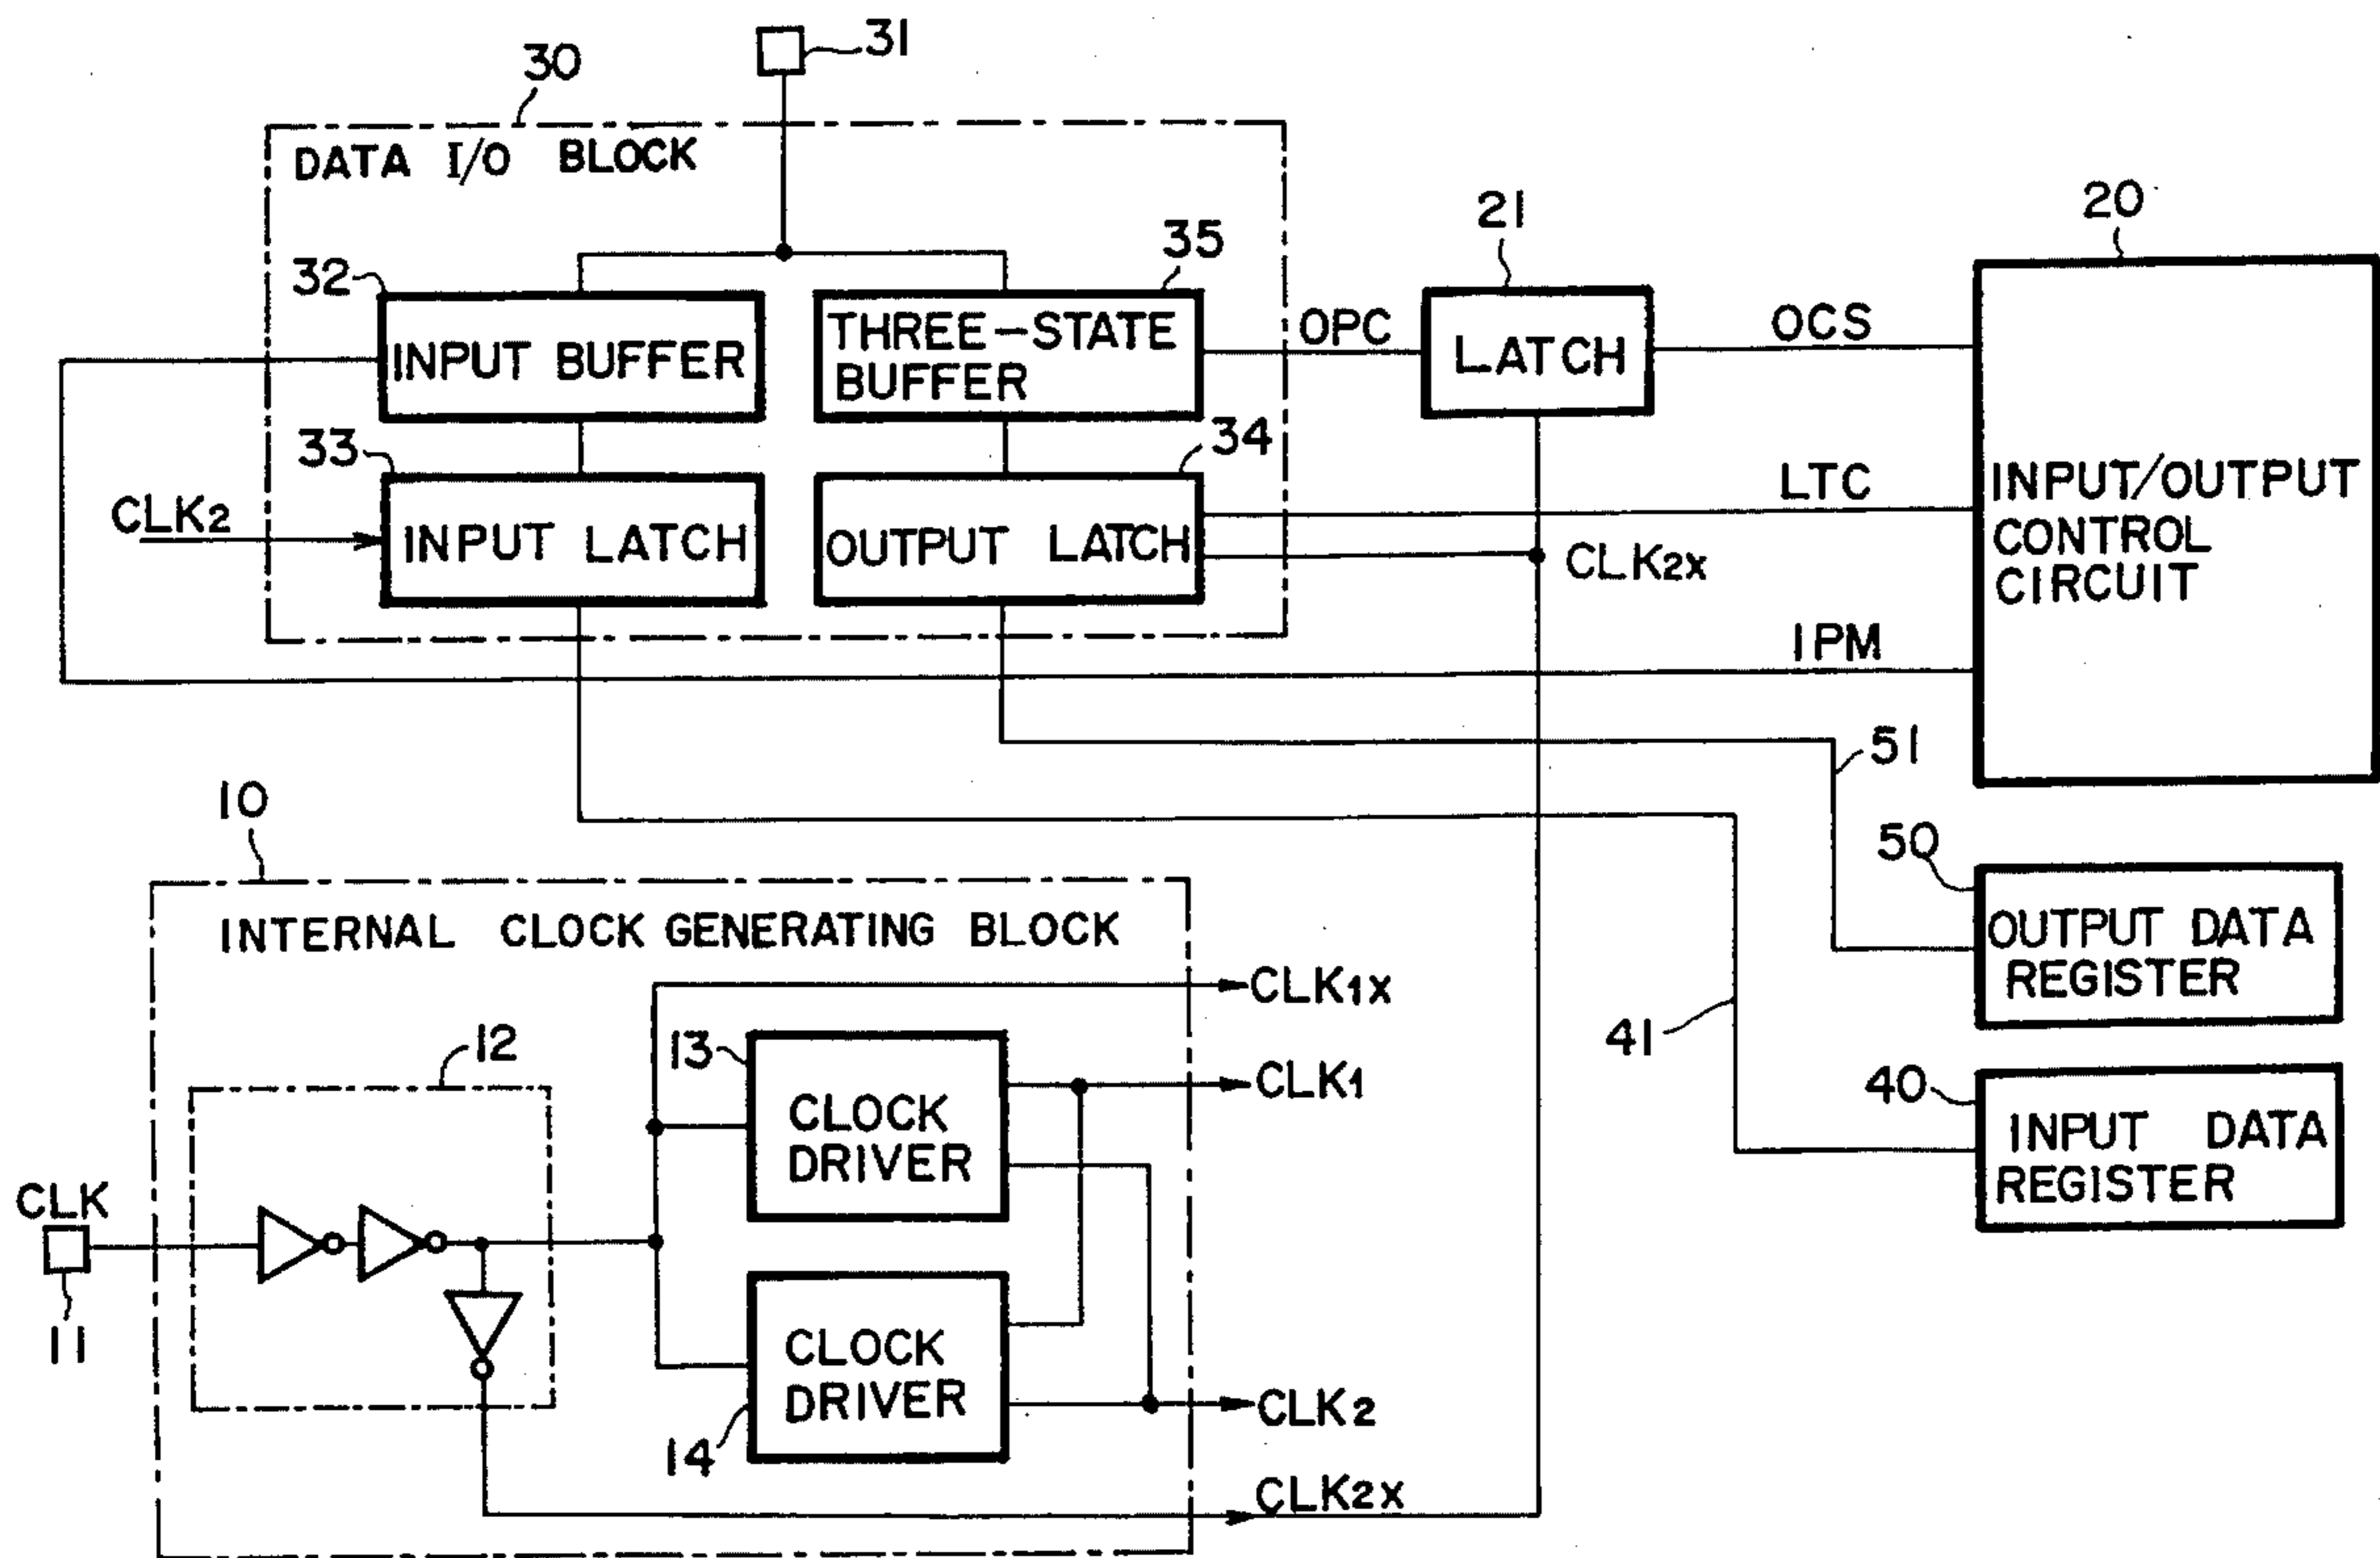 31
30
DATA I/O BLOCK
21
20
35
32
INPUT BUFFER
THREE-STATE
BUFFER
OPC
LATCH
OCS
33
34
CLK2
INPUT LATCH
OUTPUT LATCH
LTC
CLK2X
INPUT/OUTPUT
CONTROL
CIRCUIT
IPM
51
10
50
INTERNAL CLOCK GENERATING BLOCK
OUTPUT DATA
REGISTER
CLK1X
12
13
41
CLOCK
DRIVER
CLK1
40
INPUT DATA
REGISTER
CLK
11
CLOCK
DRIVER
14
CLK2
CLK2X